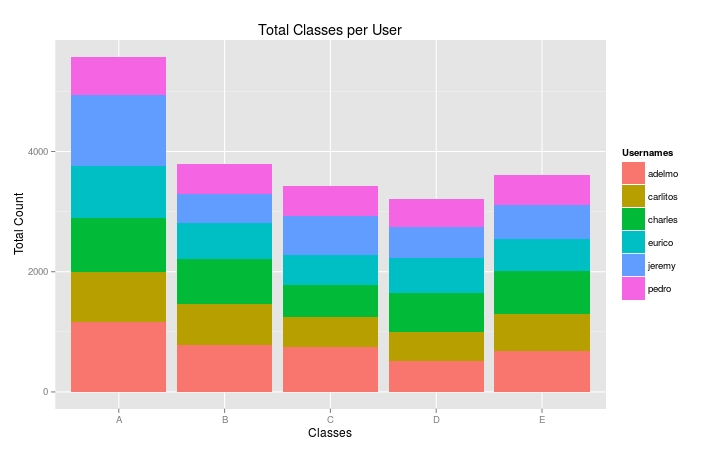 Total Classes per User
Total Count
4000
2000
0
A B C D E
Classes
Usernames
adelmo
carlitos
charles
eurico
jeremy
pedro